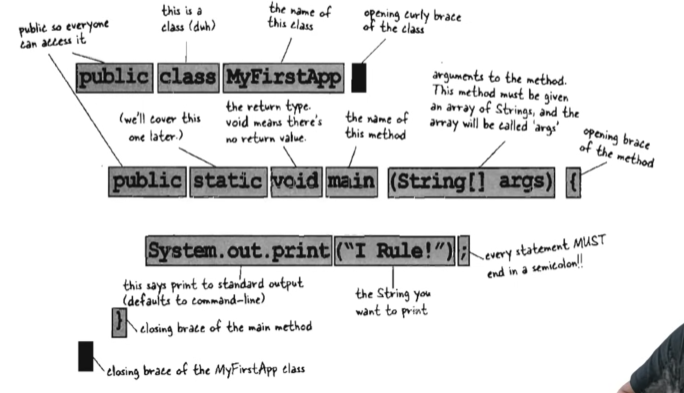 public so everyone
can access it
this is a
class (duh)
the name of
this class
opening curly brace
of the class
public class MyFirstApp
(we'll cover this
one later.)
the return type.
void means there's
no return value.
the name of
this method
arguments to the method.
This method must be given
an array of Strings, and the
array will be called 'args'
opening brace
of the method
public static void main (String[] args) {
System.out.print("I Rule!");
every statement MUST
end in a semicolon!!
this says print to standard output
(defaults to command-line)
the String you
want to print
}
closing brace of the main method
closing brace of the MyFirstApp class